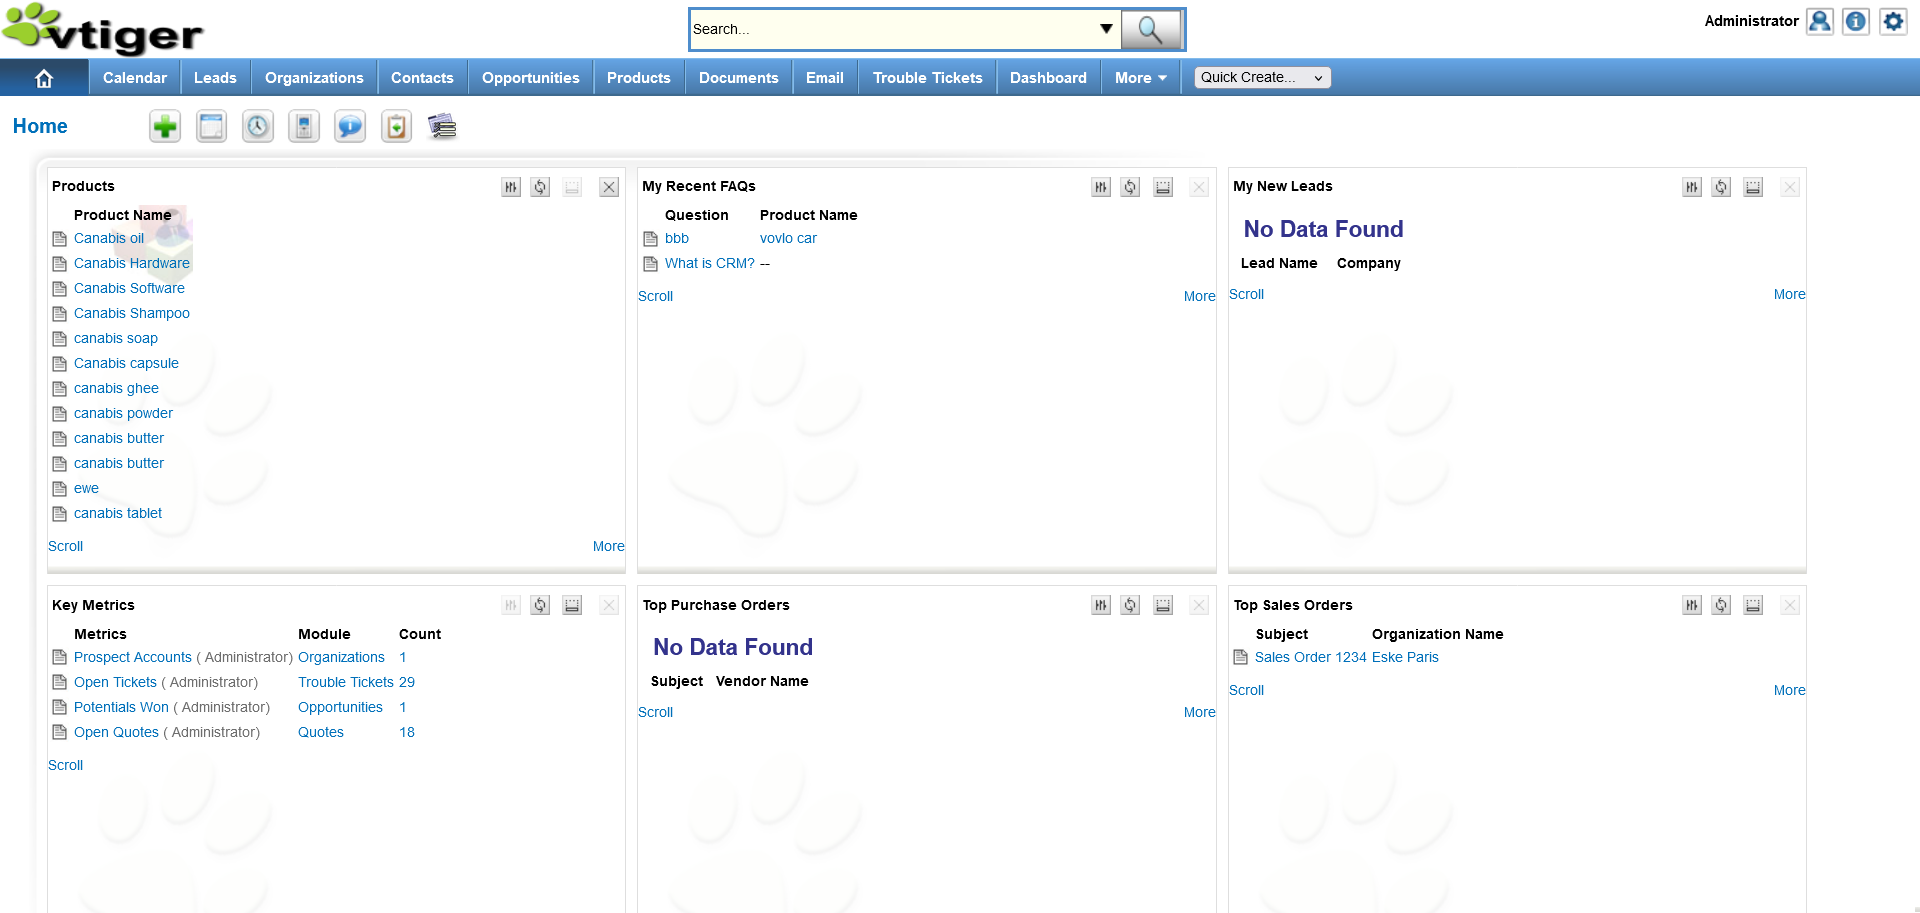 vtiger
Search...
Administrator
Calendar Leads Organizations Contacts Opportunities Products Documents Email Trouble Tickets Dashboard More Quick Create...
Home
Products
Product Name
Canabis oil
Canabis Hardware
Canabis Software
Canabis Shampoo
canabis soap
Canabis capsule
canabis ghee
canabis powder
canabis butter
canabis butter
ewe
canabis tablet
Scroll More
My Recent FAQs
Question Product Name
bbb vovlo car
What is CRM? --
Scroll More
My New Leads
No Data Found
Lead Name Company
Scroll More
Key Metrics
Metrics Module Count
Prospect Accounts ( Administrator) Organizations 1
Open Tickets ( Administrator) Trouble Tickets 29
Potentials Won ( Administrator) Opportunities 1
Open Quotes ( Administrator) Quotes 18
Scroll
Top Purchase Orders
No Data Found
Subject Vendor Name
Scroll More
Top Sales Orders
Subject Organization Name
Sales Order 1234 Eske Paris
Scroll More